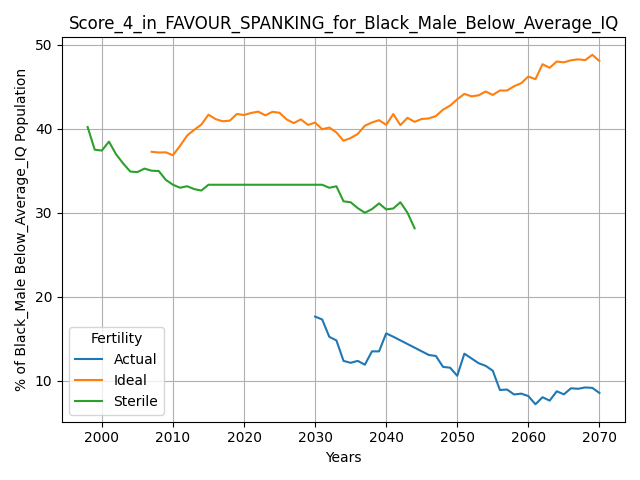 Score_4_in_FAVOUR_SPANKING_for_Black_Male_Below_Average_IQ
% of Black_Male Below_Average_IQ Population
50
40
30
20
10
Fertility
Actual
Ideal
Sterile
2000 2010 2020 2030 2040 2050 2060 2070
Years